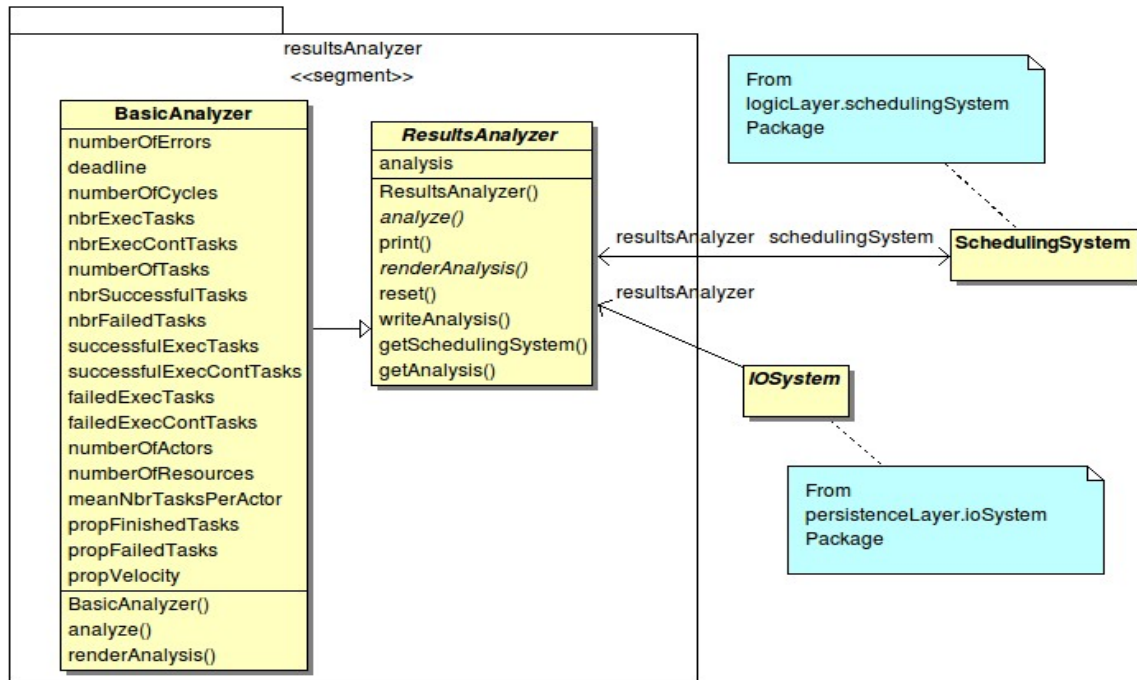 resultsAnalyzer
<<segment>>
BasicAnalyzer
numberOfErrors
deadline
numberOfCycles
nbrExecTasks
nbrExecContTasks
numberOfTasks
nbrSuccessfulTasks
nbrFailedTasks
successfulExecTasks
successfulExecContTasks
failedExecTasks
failedExecContTasks
numberOfActors
numberOfResources
meanNbrTasksPerActor
propFinishedTasks
propFailedTasks
propVelocity
BasicAnalyzer()
analyze()
renderAnalysis()
ResultsAnalyzer
analysis
ResultsAnalyzer()
analyze()
print()
renderAnalysis()
reset()
writeAnalysis()
getSchedulingSystem()
getAnalysis()
From
logicLayer.schedulingSystem
Package
resultsAnalyzer schedulingSystem
SchedulingSystem
resultsAnalyzer
IOSystem
From
persistenceLayer.ioSystem
Package